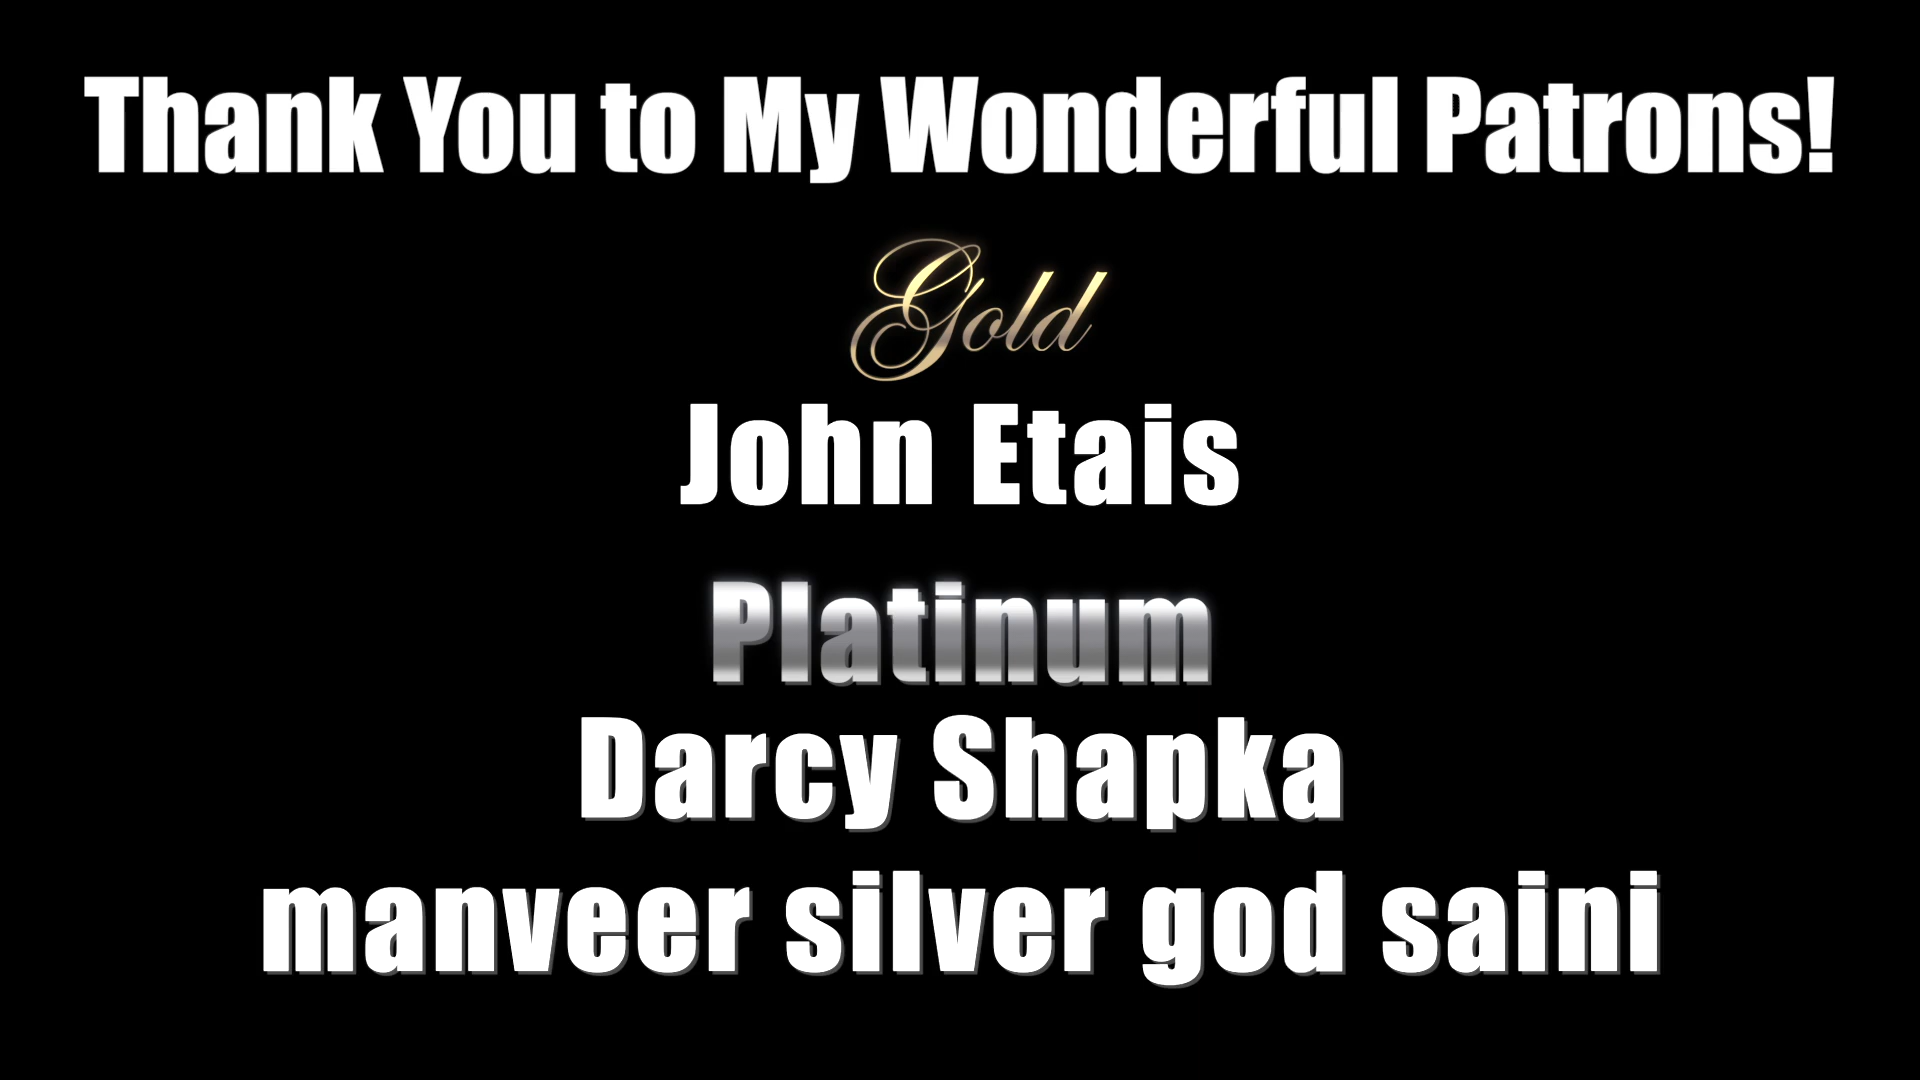 Thank You to My Wonderful Patrons!
Gold
John Etais
Platinum
Darcy Shapka
manveer silver god saini